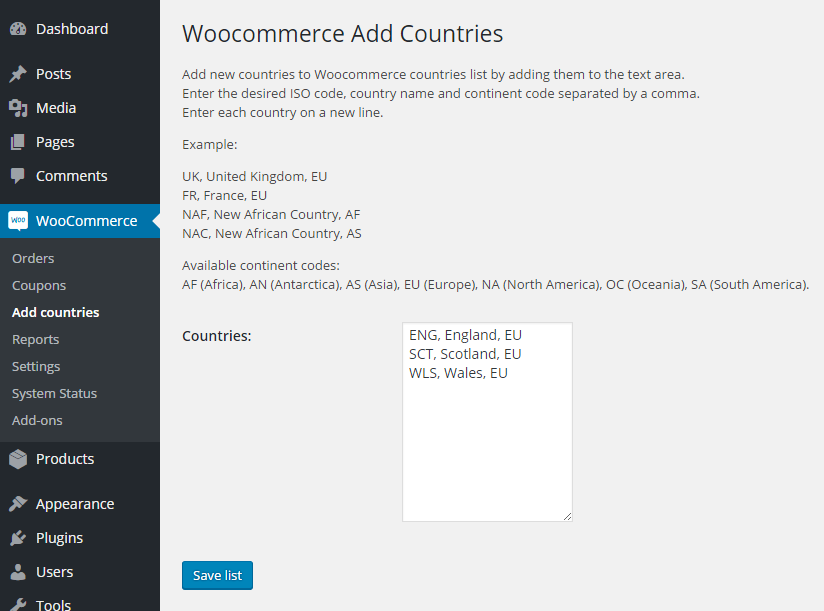 Dashboard
Posts
Media
Pages
Comments
WOO WooCommerce
Orders
Coupons
Add countries
Reports
Settings
System Status
Add-ons
Products
Appearance
Plugins
Users
Tools
Woocommerce Add Countries
Add new countries to Woocommerce countries list by adding them to the text area.
Enter the desired ISO code, country name and continent code separated by a comma.
Enter each country on a new line.
Example:
UK, United Kingdom, EU
FR, France, EU
NAF, New African Country, AF
NAC, New African Country, AS
Available continent codes:
AF (Africa), AN (Antarctica), AS (Asia), EU (Europe), NA (North America), OC (Oceania), SA (South America).
Countries:
ENG, England, EU
SCT, Scotland, EU
WLS, Wales, EU
Save list